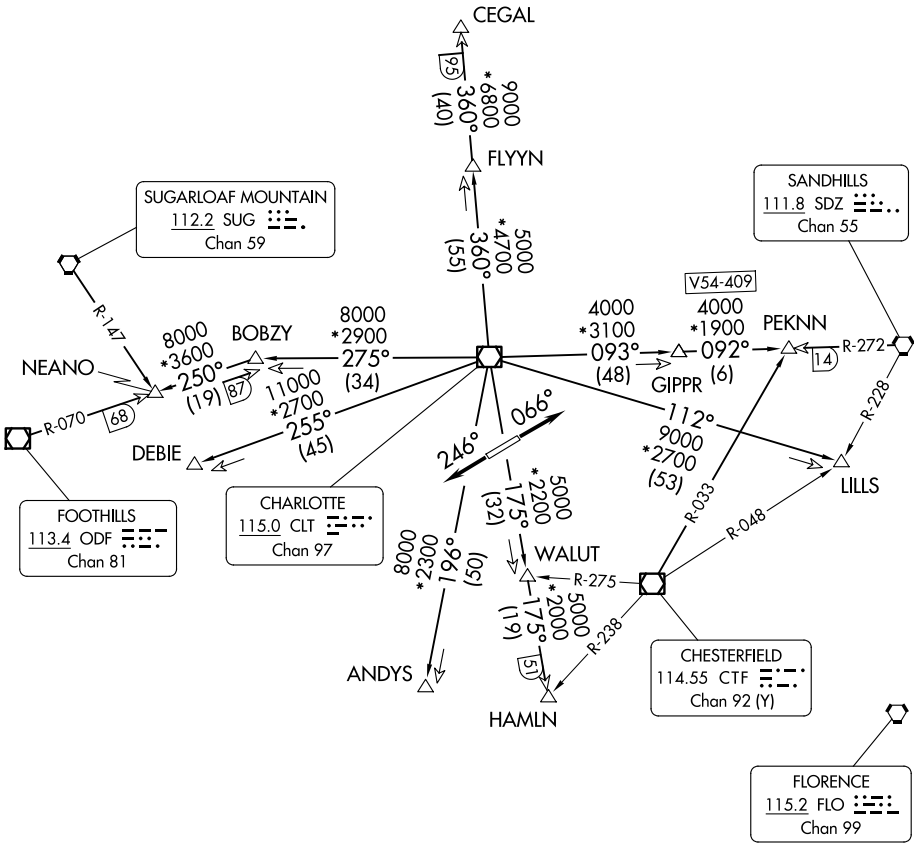 CEGAL
95
360°
(40)
9000
*6800
FLYYN
360°
(55)
5000
*4700
SUGARLOAF MOUNTAIN
112.2 SUG
Chan 59
SANDHILLS
111.8 SDZ
Chan 55
R-147
NEANO
8000
*3600
250°
(19)
87
BOBZY
8000
*2900
275°
(34)
4000
*3100
093°
(48)
GIPPR
V54-409
4000
*1900
092°
(6)
PEKNN
14
R-272
R-228
R-070
68
11000
*2700
255°
(45)
DEBIE
246°
066°
112°
9000
*2700
(53)
LILLS
FOOTHILLS
113.4 ODF
Chan 81
CHARLOTTE
115.0 CLT
Chan 97
8000
*2300
199°
(50)
5000
*2200
175°
(32)
WALUT
R-275
R-033
R-048
5000
*2000
175°
(19)
51
R-238
ANDYS
HAMLN
CHESTERFIELD
114.55 CTF
Chan 92 (Y)
FLORENCE
115.2 FLO
Chan 99